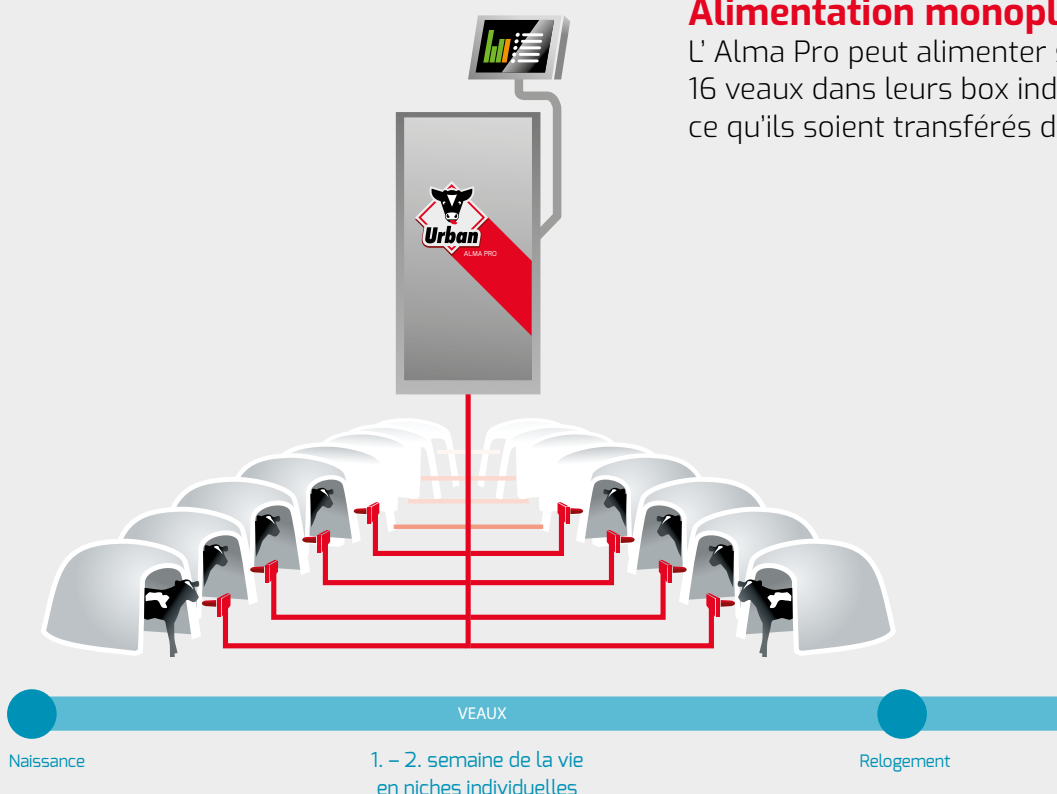 Alimentation monopl
L' Alma Pro peut alimenter s
16 veaux dans leurs box ind
ce qu'ils soient transférés d
Urban
ALMA PRO
VEAUX
Naissance
1. – 2. semaine de la vie
en niches individuelles
Relogement